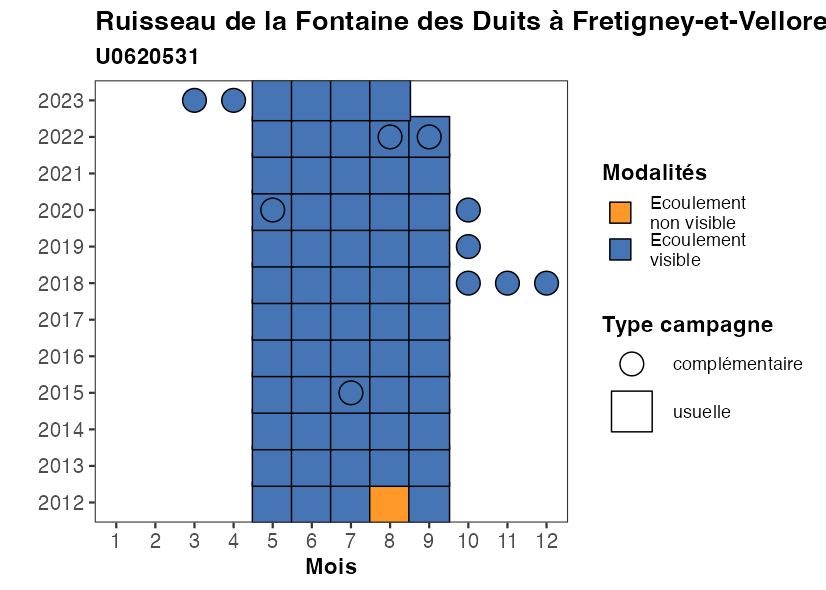 Ruisseau de la Fontaine des Duits à Fretigney-et-Vellore
U0620531
2023
2022
2021
2020
2019
2018
2017
2016
2015
2014
2013
2012
1 2 3 4 5 6 7 8 9 10 11 12
Mois
Modalités
Ecoulement
non visible
Ecoulement
visible
Type campagne
complémentaire
usuelle